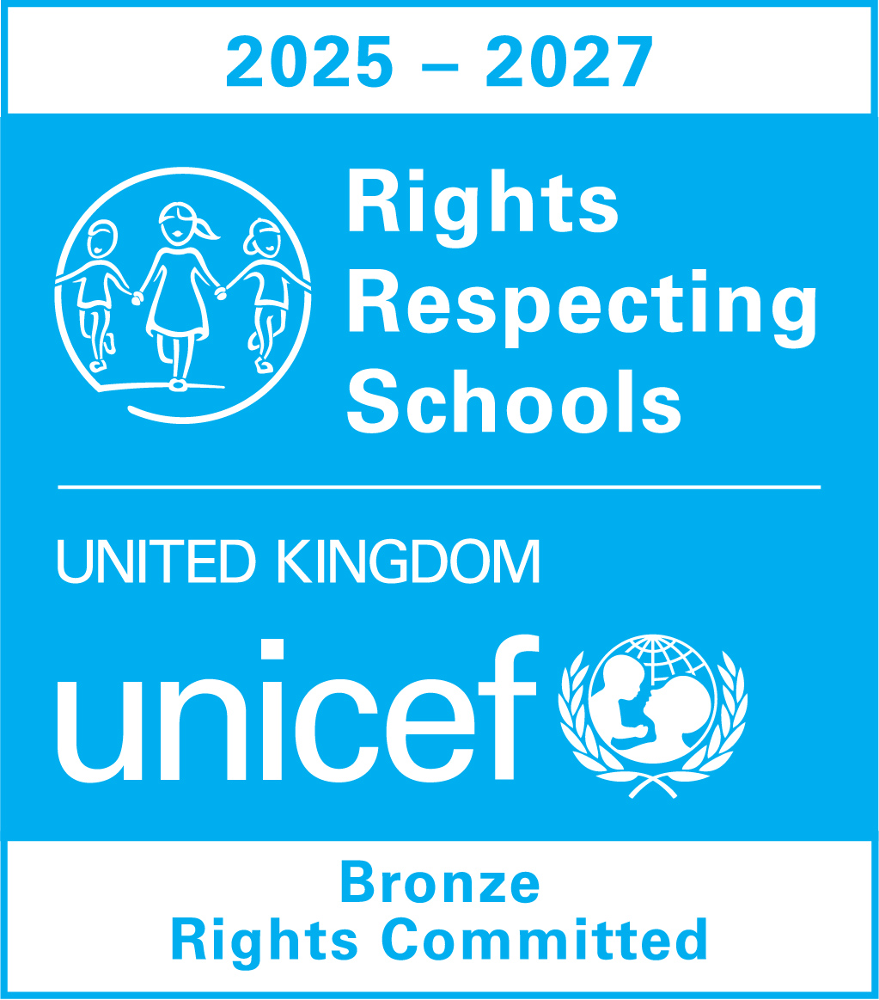 2025 – 2027
Rights
Respecting
Schools
UNITED KINGDOM
unicef
Bronze
Rights Committed